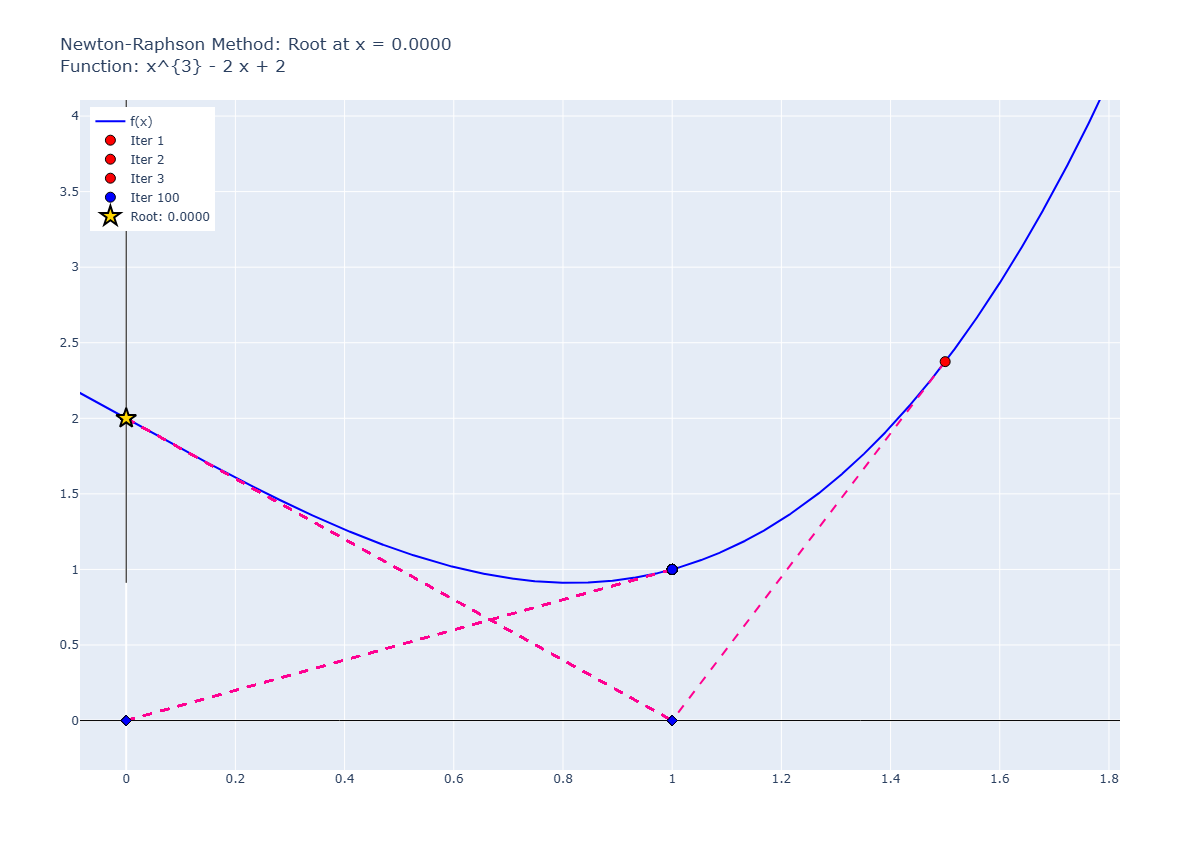 Newton-Raphson Method: Root at x = 0.0000
Function: x^{3} - 2 x + 2
f(x)
Iter 1
Iter 2
Iter 3
Iter 100
Root: 0.0000
4
3.5
3
2.5
2
1.5
1
0.5
0
0 0.2 0.4 0.6 0.8 1 1.2 1.4 1.6 1.8